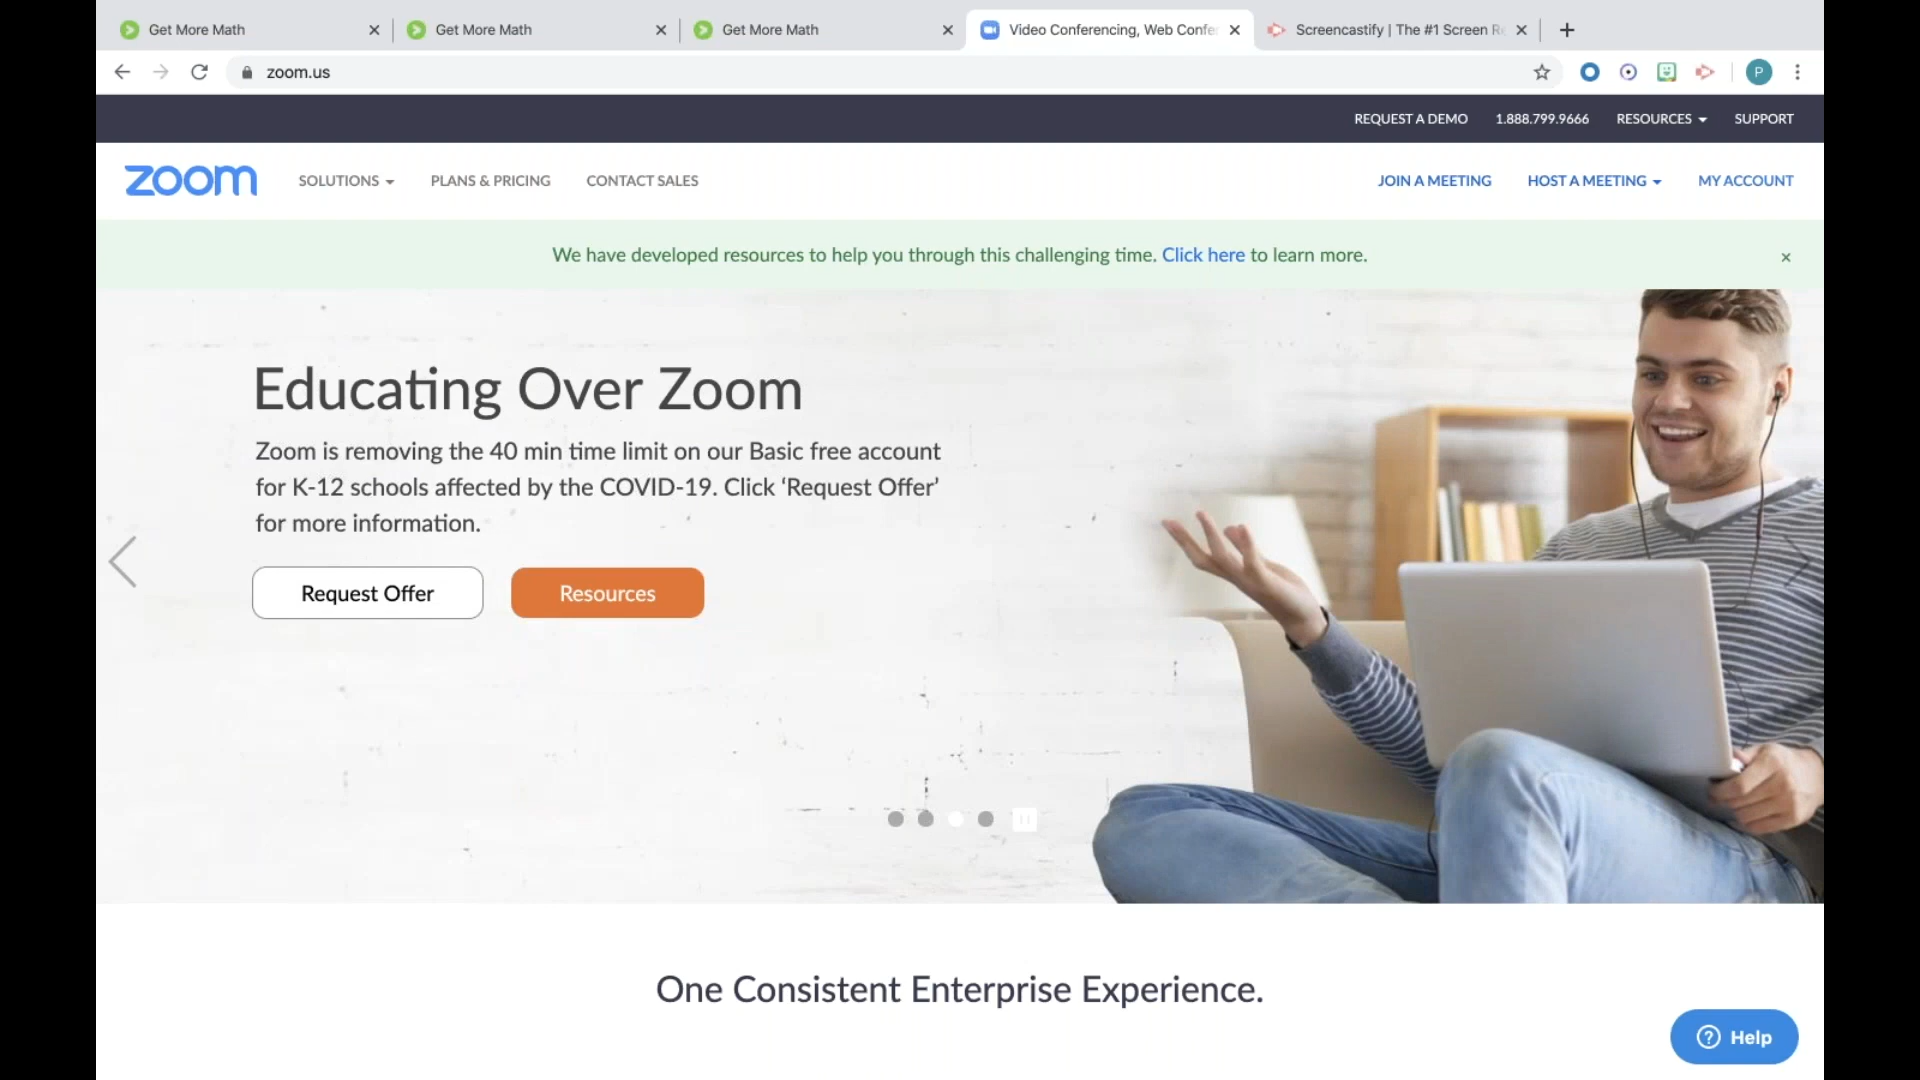 Get More Math
Get More Math
Get More Math
Video Conferencing, Web Confe
Screencastify | The #1 Screen R
zoom.us
P
REQUEST A DEMO
1.888.799.9666
RESOURCES
SUPPORT
zoom
SOLUTIONS
PLANS & PRICING
CONTACT SALES
JOIN A MEETING
HOST A MEETING
MY ACCOUNT
We have developed resources to help you through this challenging time. Click here to learn more.
Educating Over Zoom
Zoom is removing the 40 min time limit on our Basic free account
for K-12 schools affected by the COVID-19. Click ‘Request Offer’
for more information.
Request Offer
Resources
One Consistent Enterprise Experience.
Help